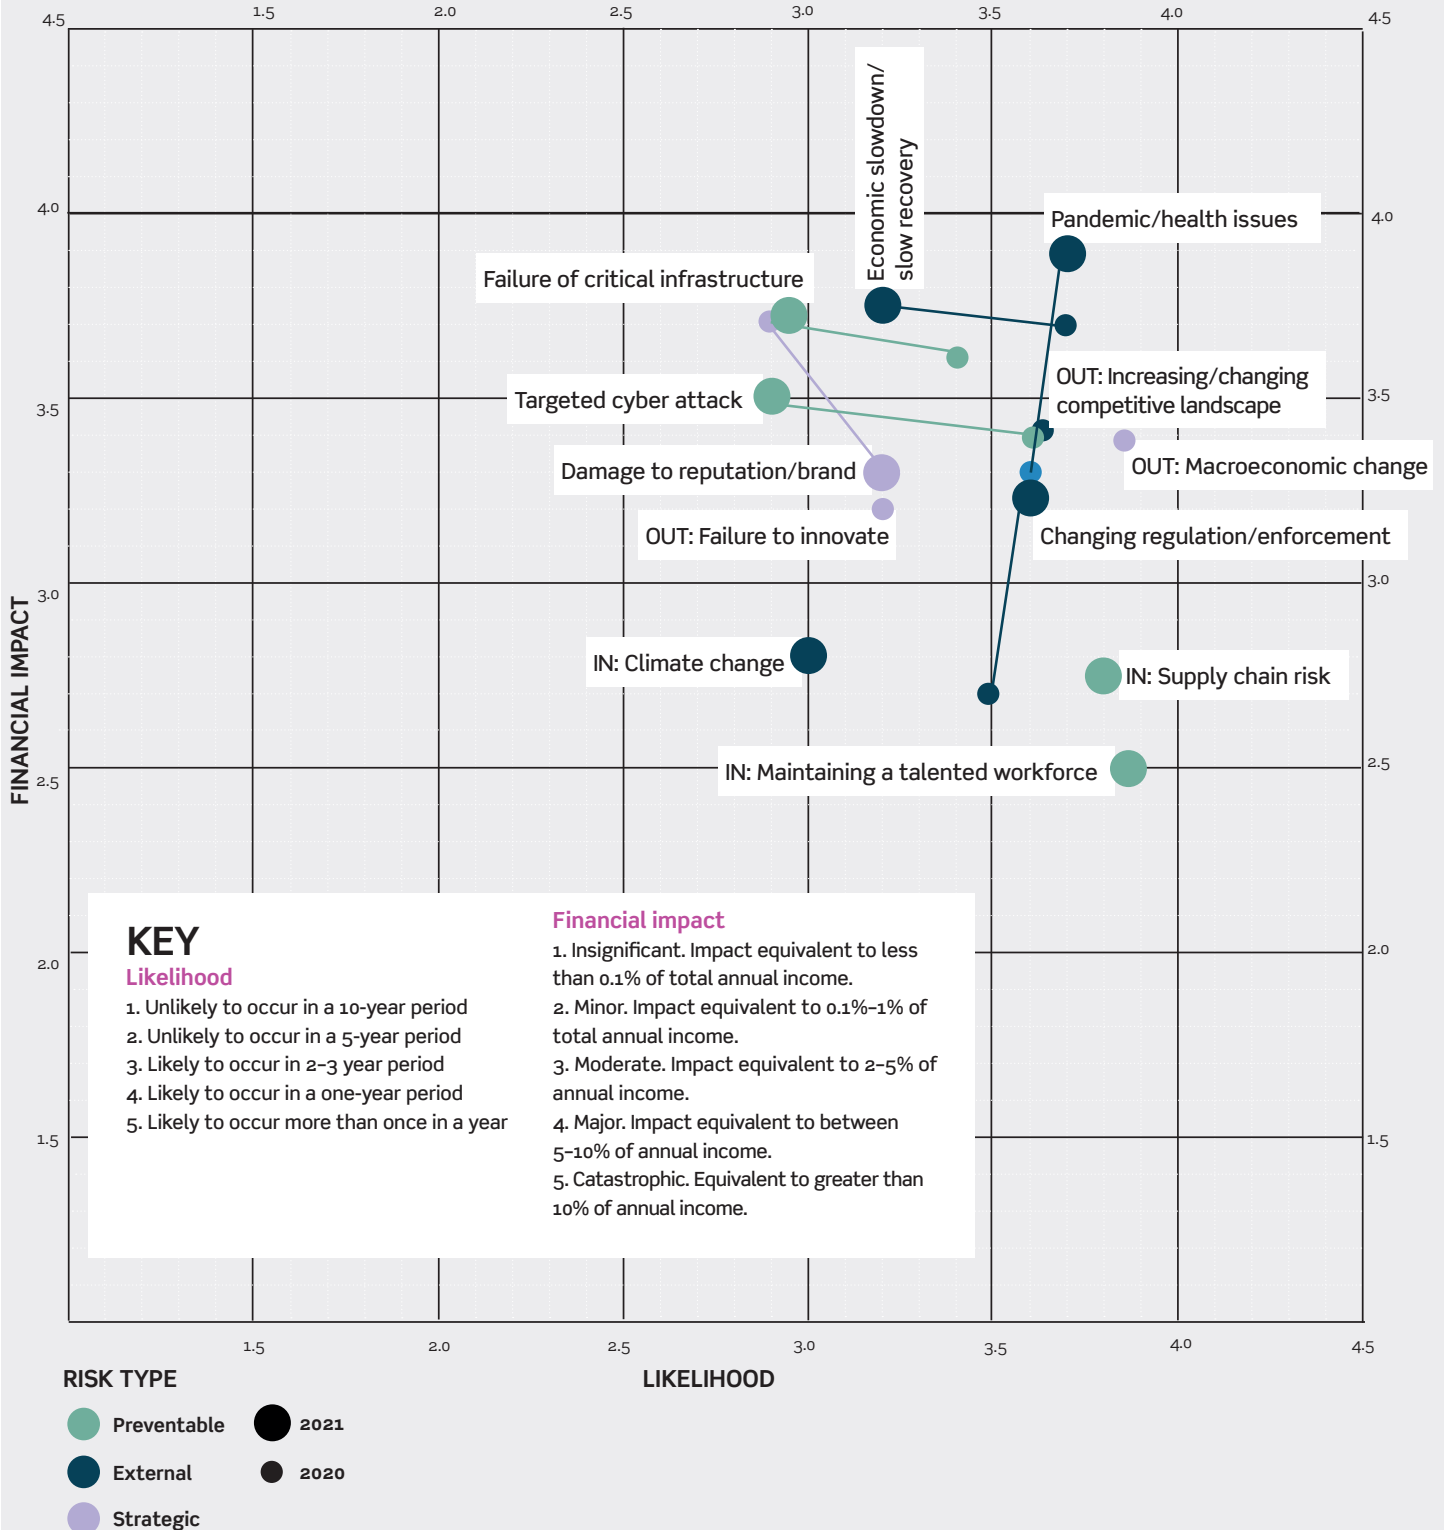 4.5
1.5
2.0
2.5
3.0
3.5
4.0
4.5
Economic slowdown/
slow recovery
4.0
Pandemic/health issues
4.0
Failure of critical infrastructure
OUT: Increasing/changing
competitive landscape
3.5
Targeted cyber attack
3.5
Damage to reputation/brand
OUT: Macroeconomic change
OUT: Failure to innovate
Changing regulation/enforcement
3.0
3.0
FINANCIAL IMPACT
IN: Climate change
IN: Supply chain risk
2.5
2.5
IN: Maintaining a talented workforce
KEY
Likelihood
1. Unlikely to occur in a 10-year period
2. Unlikely to occur in a 5-year period
3. Likely to occur in 2–3 year period
4. Likely to occur in a one-year period
5. Likely to occur more than once in a year
Financial impact
1. Insignificant. Impact equivalent to less
than 0.1% of total annual income.
2. Minor. Impact equivalent to 0.1%–1% of
total annual income.
3. Moderate. Impact equivalent to 2–5% of
annual income.
4. Major. Impact equivalent to between
5–10% of annual income.
5. Catastrophic. Equivalent to greater than
10% of annual income.
2.0
2.0
1.5
1.5
1.5
2.0
2.5
3.0
3.5
4.0
4.5
RISK TYPE
LIKELIHOOD
Preventable
2021
External
2020
Strategic